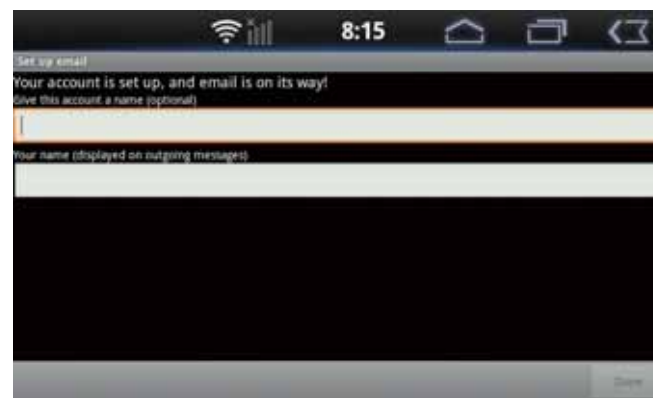 8:15
Set up email
Your account is set up, and email is on its way!
Give this account a name (optional)
Your name (displayed on outgoing messages)
Done